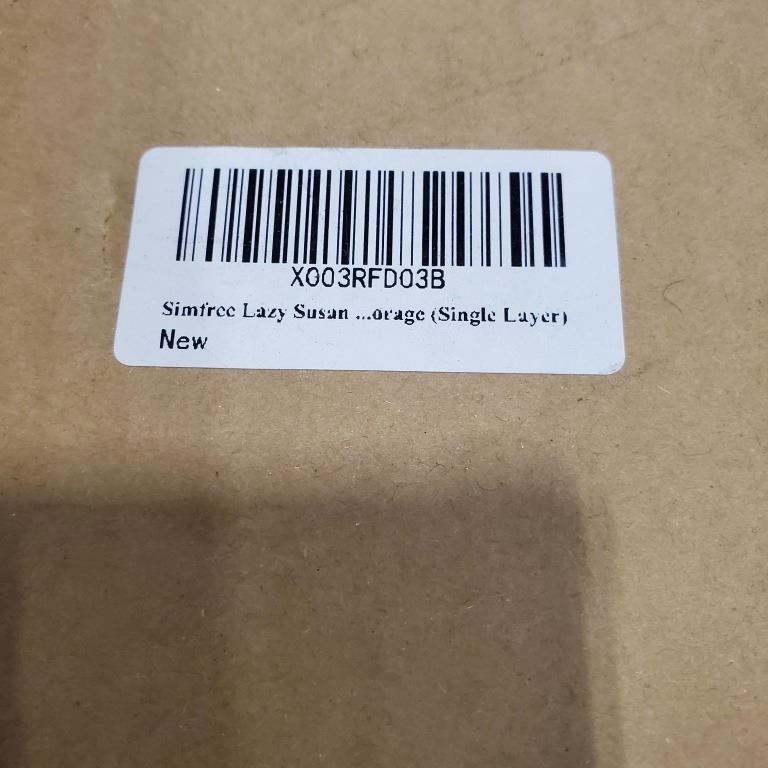 X003RFD03B
Simfree Lazy Susan ...orage (Single Layer)
New